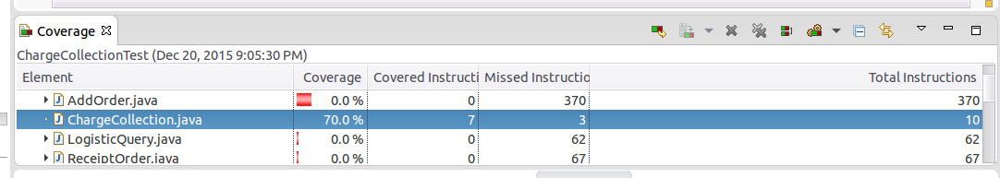 Coverage
ChargeCollectionTest (Dec 20, 2015 9:05:30 PM)
Element Coverage Covered Instructi Missed Instructio Total Instructions
AddOrder.java 0.0 % 0 370 370
ChargeCollection.java 70.0 % 7 3 10
LogisticQuery.java 0.0 % 0 62 62
ReceiptOrder.java 0.0 % 0 67 67